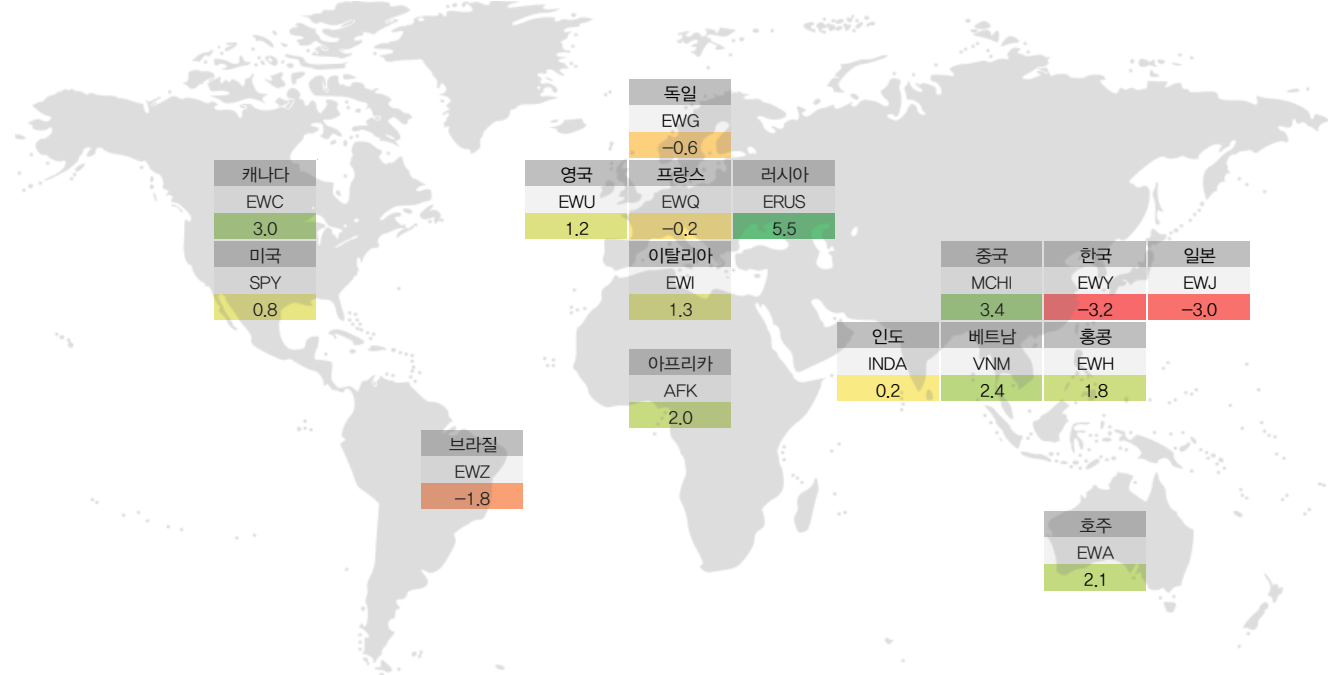 독일
EWG
−0.6
캐나다
EWC
3.0
영국
EWU
1.2
프랑스
EWQ
−0.2
러시아
ERUS
5.5
미국
SPY
0.8
이탈리아
EWI
1.3
중국
MCHI
3.4
한국
EWY
−3.2
일본
EWJ
−3.0
인도
INDA
0.2
베트남
VNM
2.4
홍콩
EWH
1.8
아프리카
AFK
2.0
브라질
EWZ
−1.8
호주
EWA
2.1